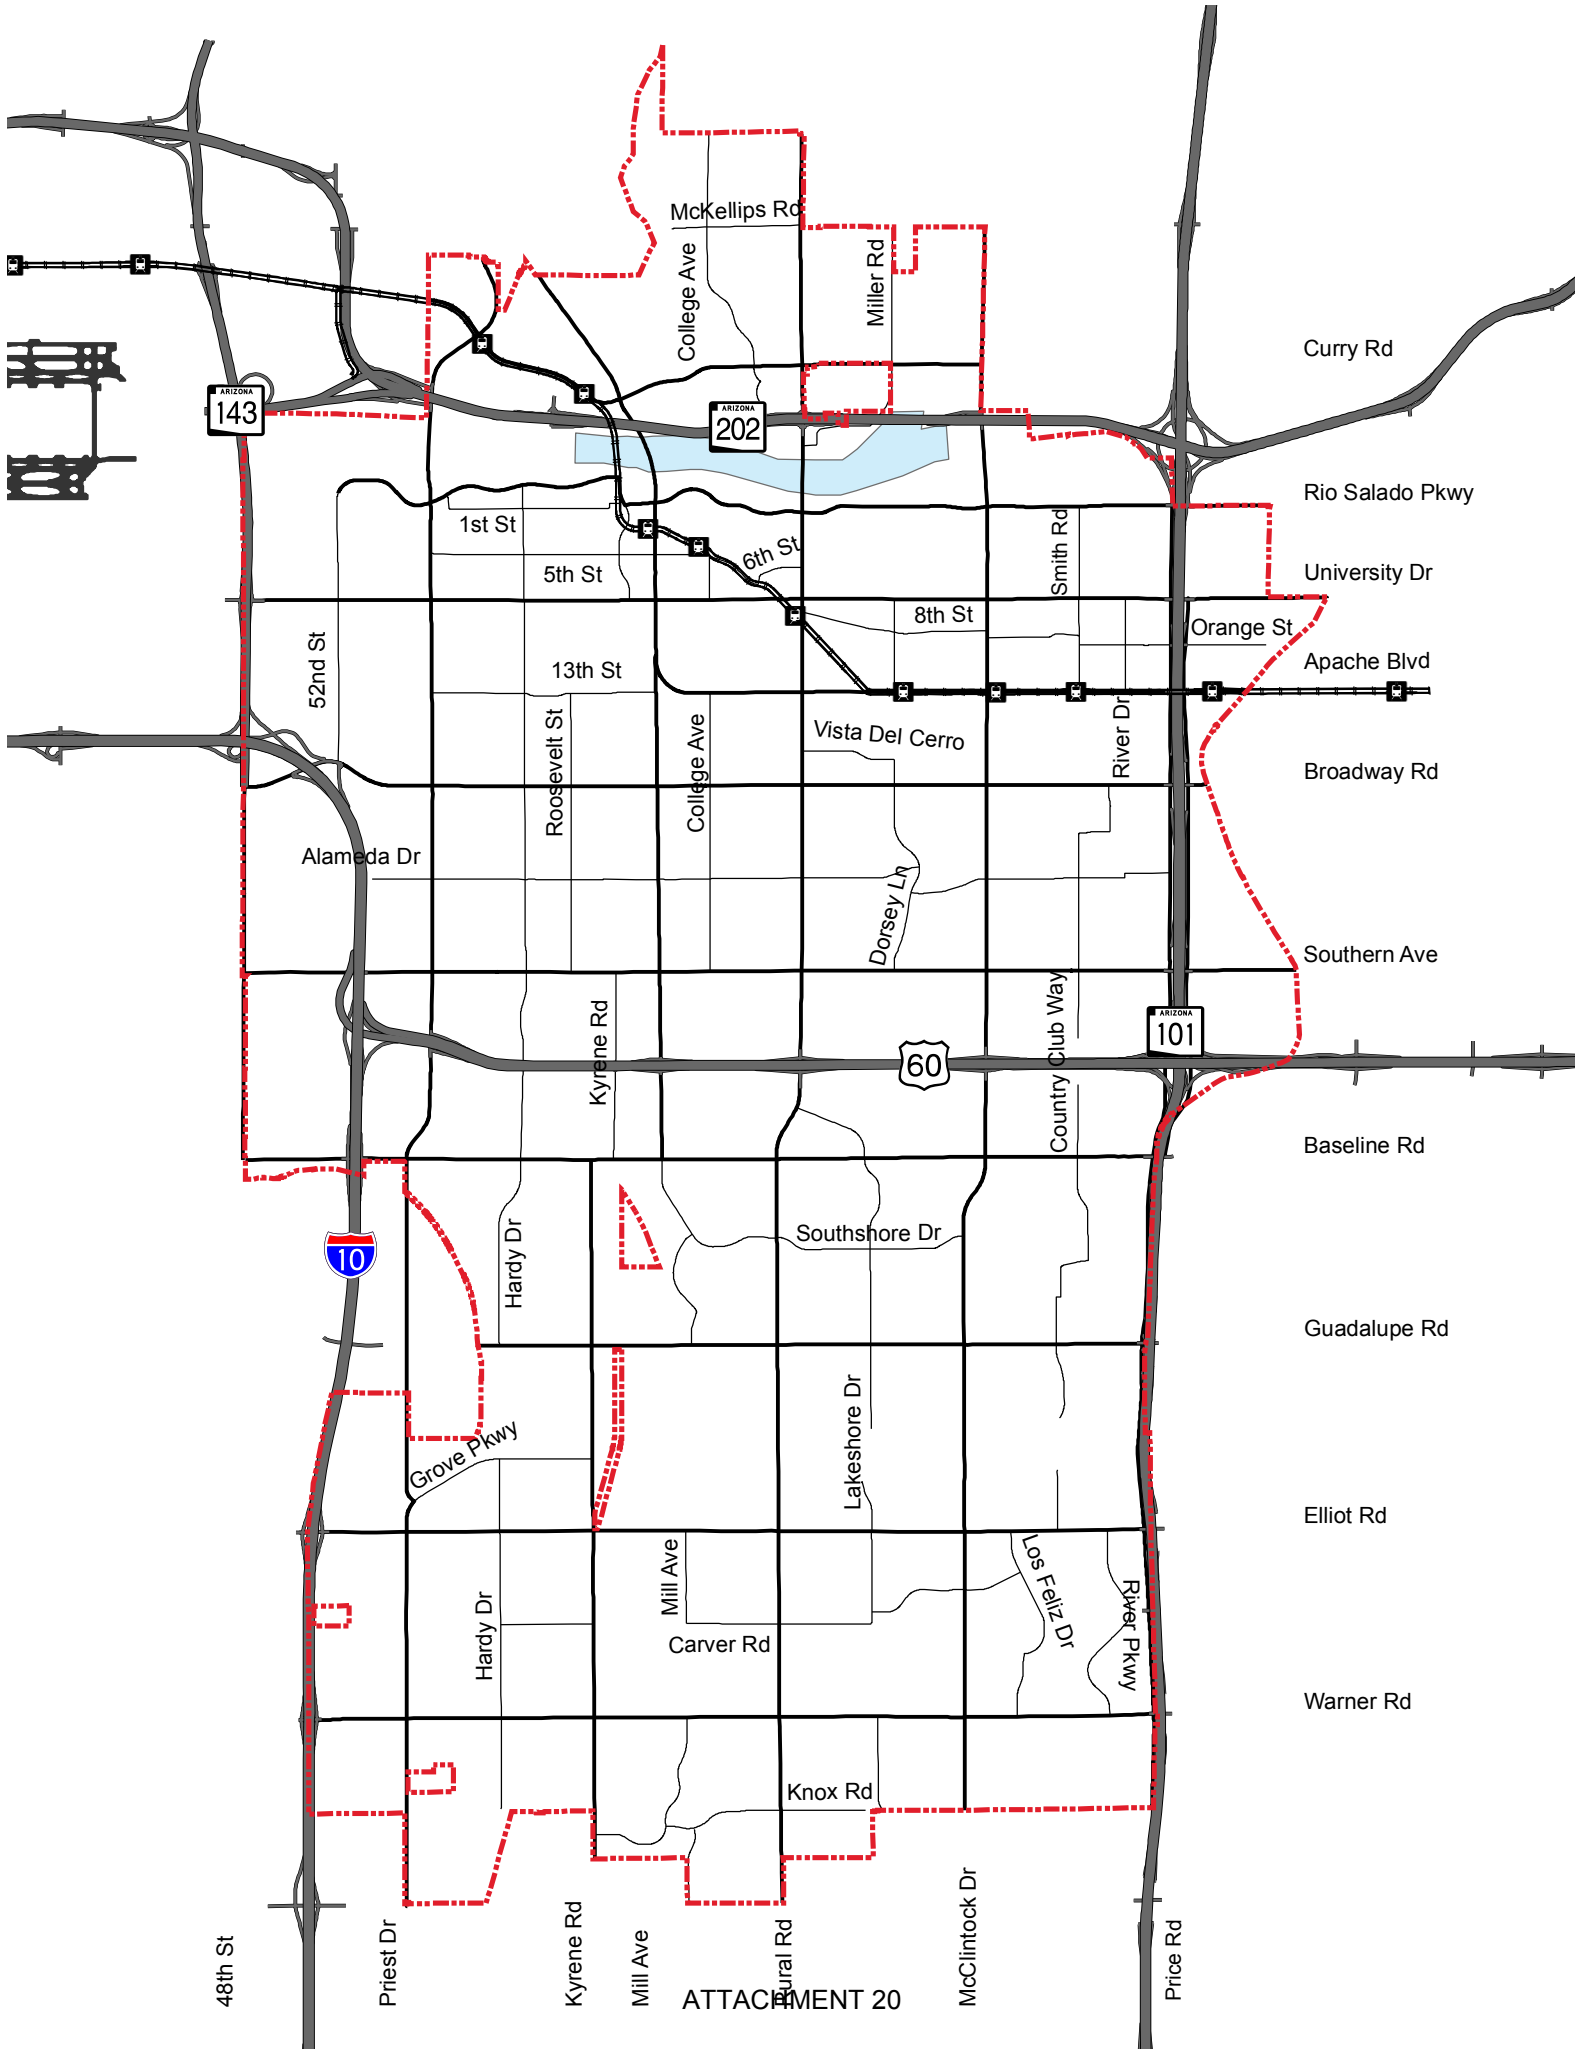 McKellips Rd
College Ave
Miller Rd
Curry Rd
ARIZONA
143
ARIZONA
202
Rio Salado Pkwy
1st St
Smith Rd
6th St
5th St
University Dr
8th St
Orange St
52nd St
13th St
Apache Blvd
Roosevelt St
College Ave
Vista Del Cerro
River Dr
Broadway Rd
Alameda Dr
Dorsey Ln
Southern Ave
Kyrene Rd
Country Club Way
ARIZONA
101
60
Baseline Rd
Hardy Dr
Southshore Dr
10
Guadalupe Rd
Lakeshore Dr
Grove Pkwy
Elliot Rd
Mill Ave
Los Feliz Dr
River Pkwy
Hardy Dr
Carver Rd
Warner Rd
Knox Rd
48th St
Priest Dr
Kyrene Rd
Mill Ave
Rural Rd
McClintock Dr
Price Rd
ATTACHMENT 20